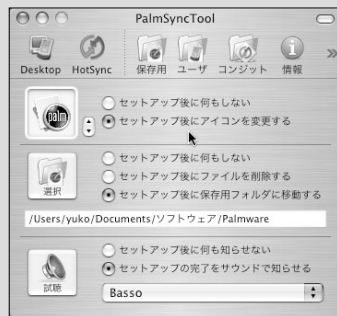 PalmSyncTool
Desktop HotSync 保存用 ユーザ コンジット 情報 »
palm
セットアップ後に何もしない
セットアップ後にアイコンを変更する
セットアップ後に何もしない
セットアップ後にファイルを削除する
セットアップ後に保存用フォルダに移動する
選択
/Users/yuko/Documents/ソフトウェア/Palmware
セットアップ後に何も知らせない
セットアップの完了をサウンドで知らせる
試聴
Basso